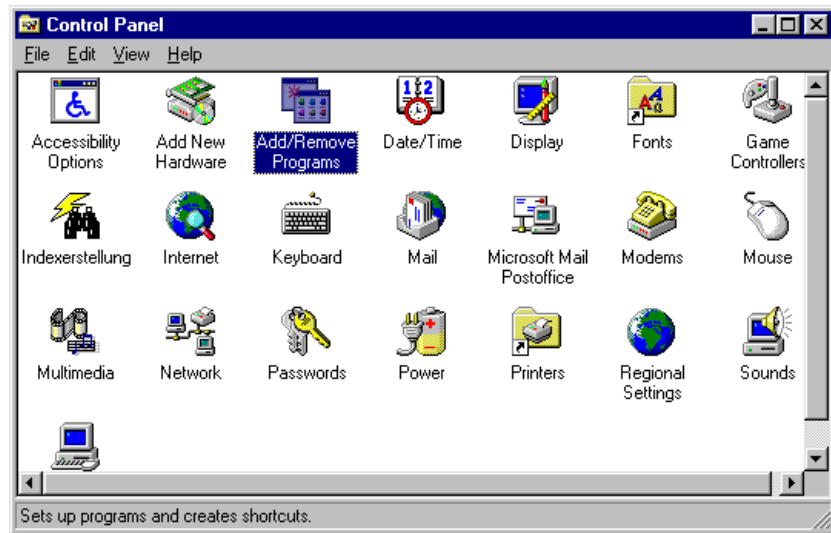 Control Panel
File Edit View Help
Accessibility Options
Add New Hardware
Add/Remove Programs
Date/Time
Display
Fonts
Game Controllers
Indexerstellung
Internet
Keyboard
Mail
Microsoft Mail Postoffice
Modems
Mouse
Multimedia
Network
Passwords
Power
Printers
Regional Settings
Sounds
Sets up programs and creates shortcuts.